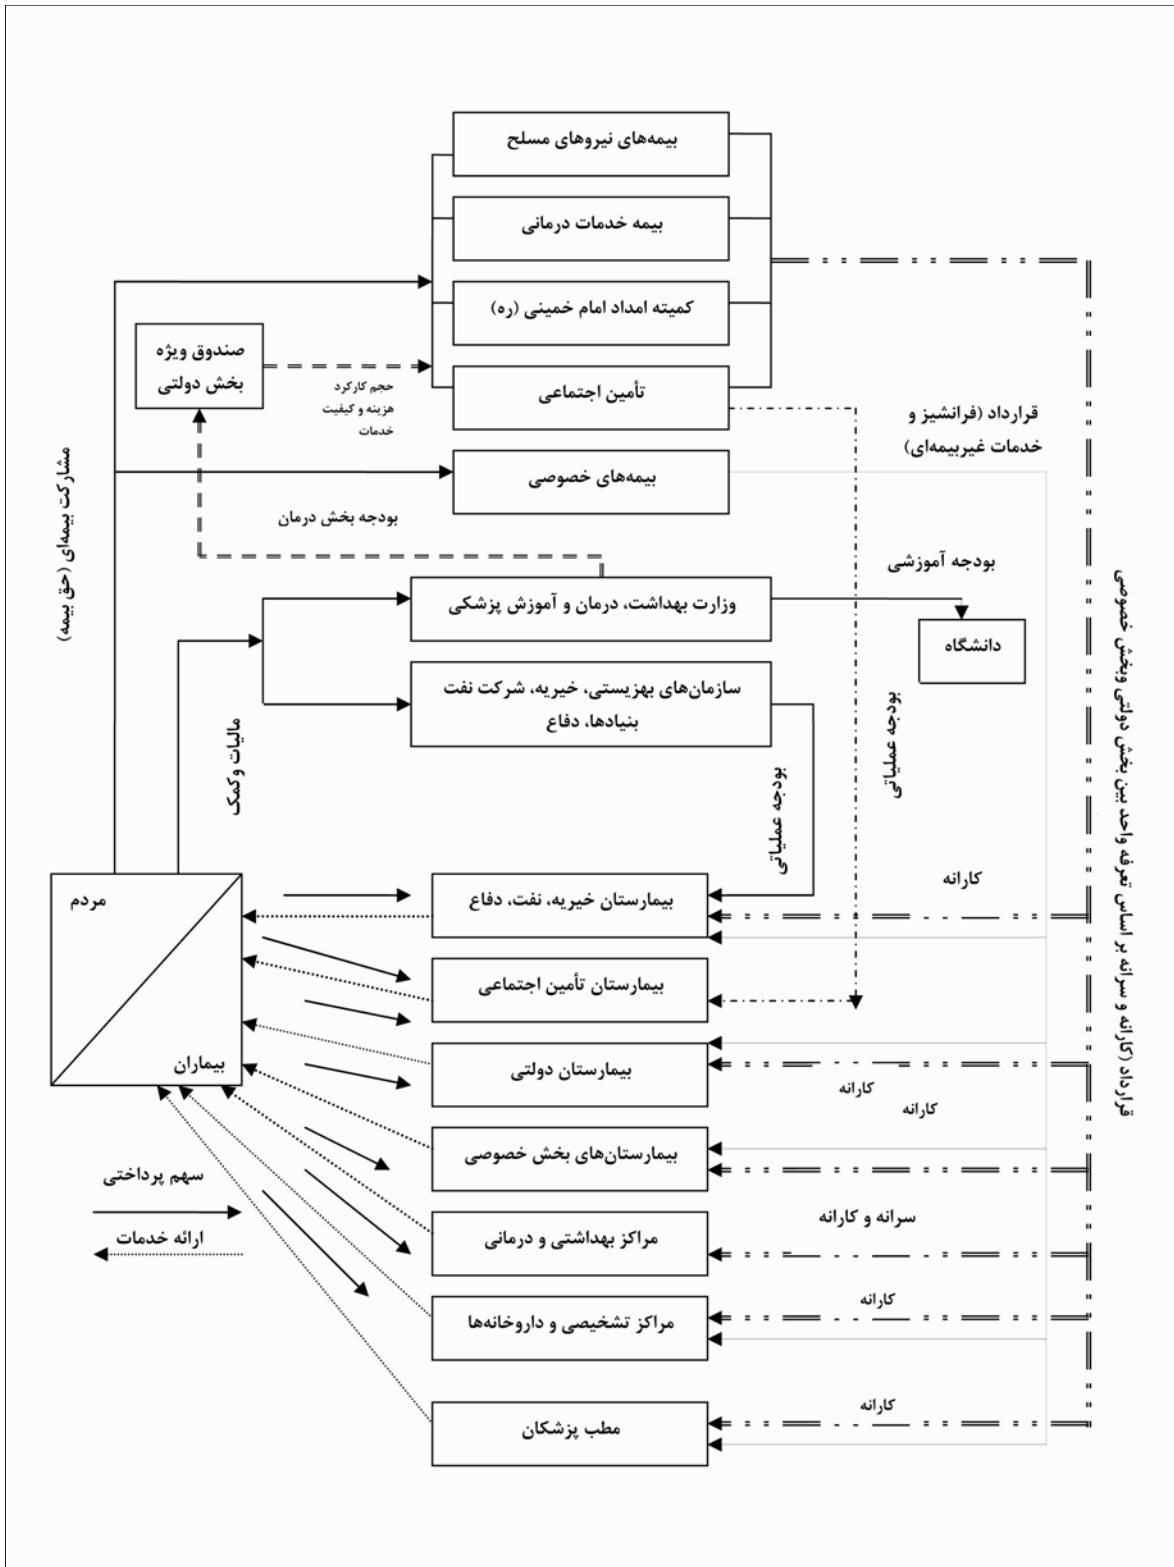 بیمه‌های نیروهای مسلح
بیمه خدمات درمانی
کمیته امداد امام خمینی (ره)
صندوق ویژه
بخش دولتی
حجم کارکرد
هزینه و کیفیت
خدمات
تأمین اجتماعی
قرارداد (فرانشیز و
خدمات غیربیمه‌ای)
بیمه‌های خصوصی
مشارکت بیمه‌ای (حق بیمه)
بودجه بخش درمان
بودجه آموزشی
وزارت بهداشت، درمان و آموزش پزشکی
دانشگاه
سازمان‌های بهزیستی، خیریه، شرکت نفت
بنیادها، دفاع
مالیات وکمک
بودجه عملیاتی
بودجه عملیاتی
قرارداد (کارانه و سرانه بر اساس تعرفه واحد بین بخش دولتی وبخش خصوصی
کارانه
مردم
بیماران
بیمارستان خیریه، نفت، دفاع
بیمارستان تأمین اجتماعی
بیمارستان دولتی
کارانه
کارانه
بیمارستان‌های بخش خصوصی
سهم پرداختی
ارائه خدمات
سرانه و کارانه
مراکز بهداشتی و درمانی
کارانه
مراکز تشخیصی و داروخانه‌ها
کارانه
مطب پزشکان